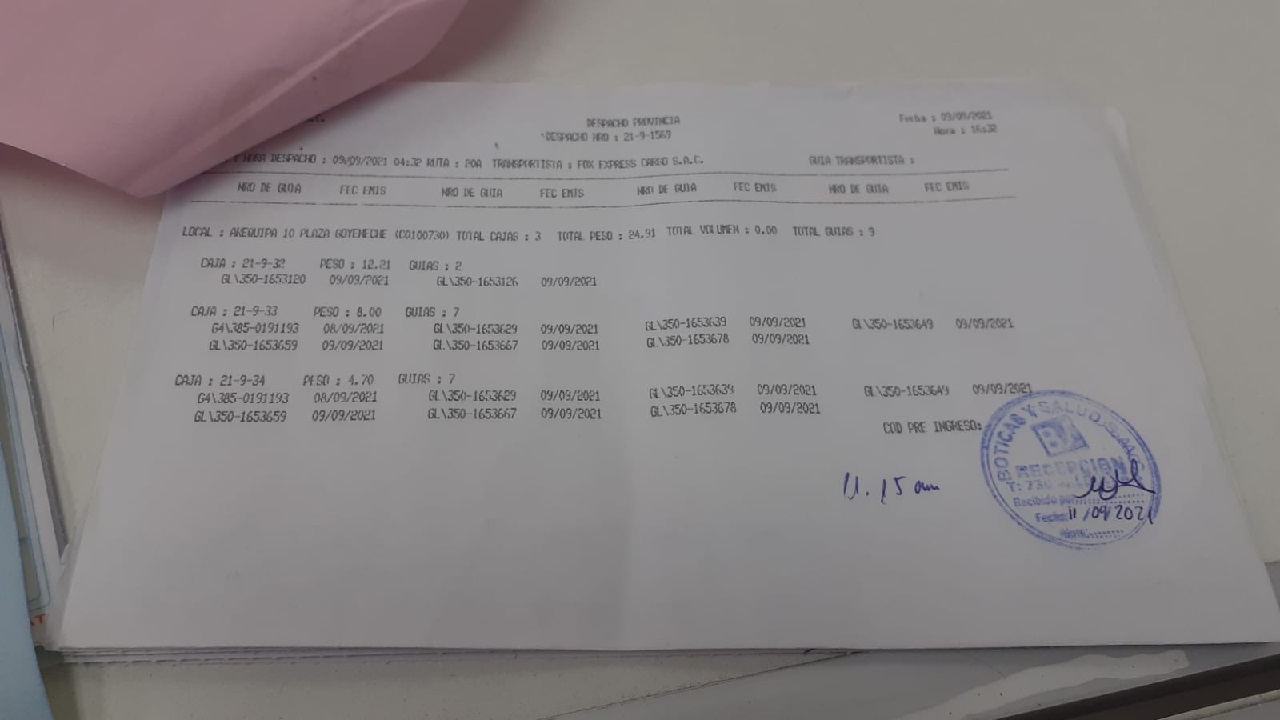 DESPACHO PROVINCIA
Fecha : 09/09/2021
DESPACHO NRO : 21-9-1569
Hora : 16:32
HORA DESPACHO : 09/09/2021 04:32 RUTA : 20A TRANSPORTISTA : FOX EXPRESS CARGO S.A.C. GUIA TRANSPORTISTA :
NRO DE GUIA FEC EMIS NRO DE GUIA FEC EMIS NRO DE GUIA FEC EMIS NRO DE GUIA FEC EMIS
LOCAL : AREQUIPA 10 PLAZA GOYENECHE (C0100730) TOTAL CAJAS : 3 TOTAL PESO : 24.91 TOTAL VOLUMEN : 0.00 TOTAL GUIAS : 9
CAJA : 21-9-32 PESO : 12.21 GUIAS : 2
GL\350-1653120 09/09/2021 GL\350-1653126 09/09/2021
CAJA : 21-9-33 PESO : 8.00 GUIAS : 7
G4\385-0191193 08/09/2021 GL\350-1653629 09/09/2021 GL\350-1653639 09/09/2021 GL\350-1653649 09/09/2021
GL\350-1653659 09/09/2021 GL\350-1653667 09/09/2021 GL\350-1653678 09/09/2021
CAJA : 21-9-34 PESO : 4.70 GUIAS : 7
G4\385-0191193 08/09/2021 GL\350-1653629 09/09/2021 GL\350-1653639 09/09/2021 GL\350-1653649 09/09/2021
GL\350-1653659 09/09/2021 GL\350-1653667 09/09/2021 GL\350-1653678 09/09/2021
COD PRE INGRESO:
11.15 am
BOTICAS Y SALUD S.A.C.
RECEPCION
T: 730
Recibido por
Fecha: 11/09/2021
Hora: